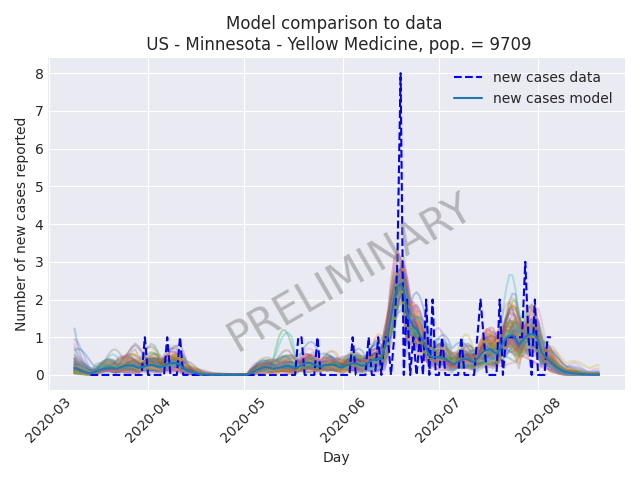 Model comparison to data
US - Minnesota - Yellow Medicine, pop. = 9709
new cases data
new cases model
PRELIMINARY
Number of new cases reported
8
7
6
5
4
3
2
1
0
2020-03
2020-04
2020-05
2020-06
2020-07
2020-08
Day